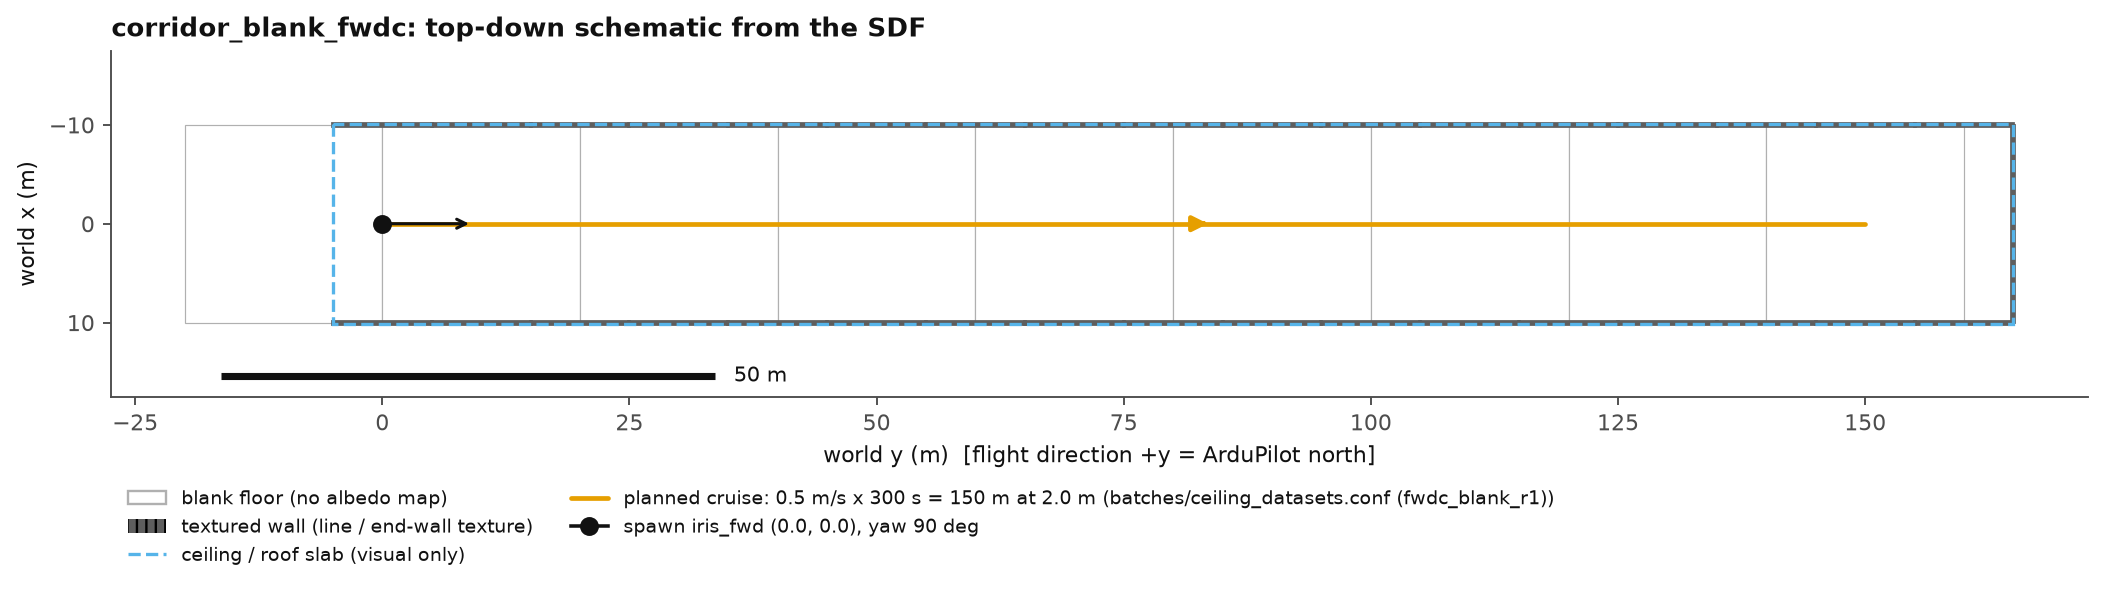 corridor_blank_fwdc: top-down schematic from the SDF
world x (m)
−10
0
10
50 m
−25 0 25 50 75 100 125 150
world y (m)  [flight direction +y = ArduPilot north]
blank floor (no albedo map)
textured wall (line / end-wall texture)
ceiling / roof slab (visual only)
planned cruise: 0.5 m/s x 300 s = 150 m at 2.0 m (batches/ceiling_datasets.conf (fwdc_blank_r1))
spawn iris_fwd (0.0, 0.0), yaw 90 deg